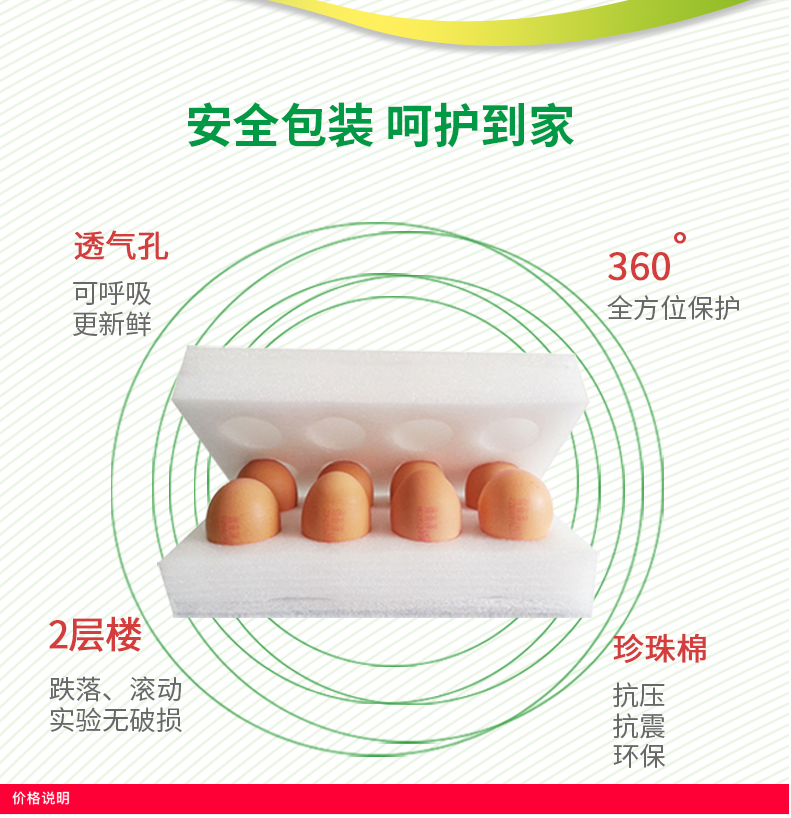 安全包装 呵护到家
透气孔
可呼吸
更新鲜
360°
全方位保护
2层楼
跌落、滚动
实验无破损
珍珠棉
抗压
抗震
环保
价格说明